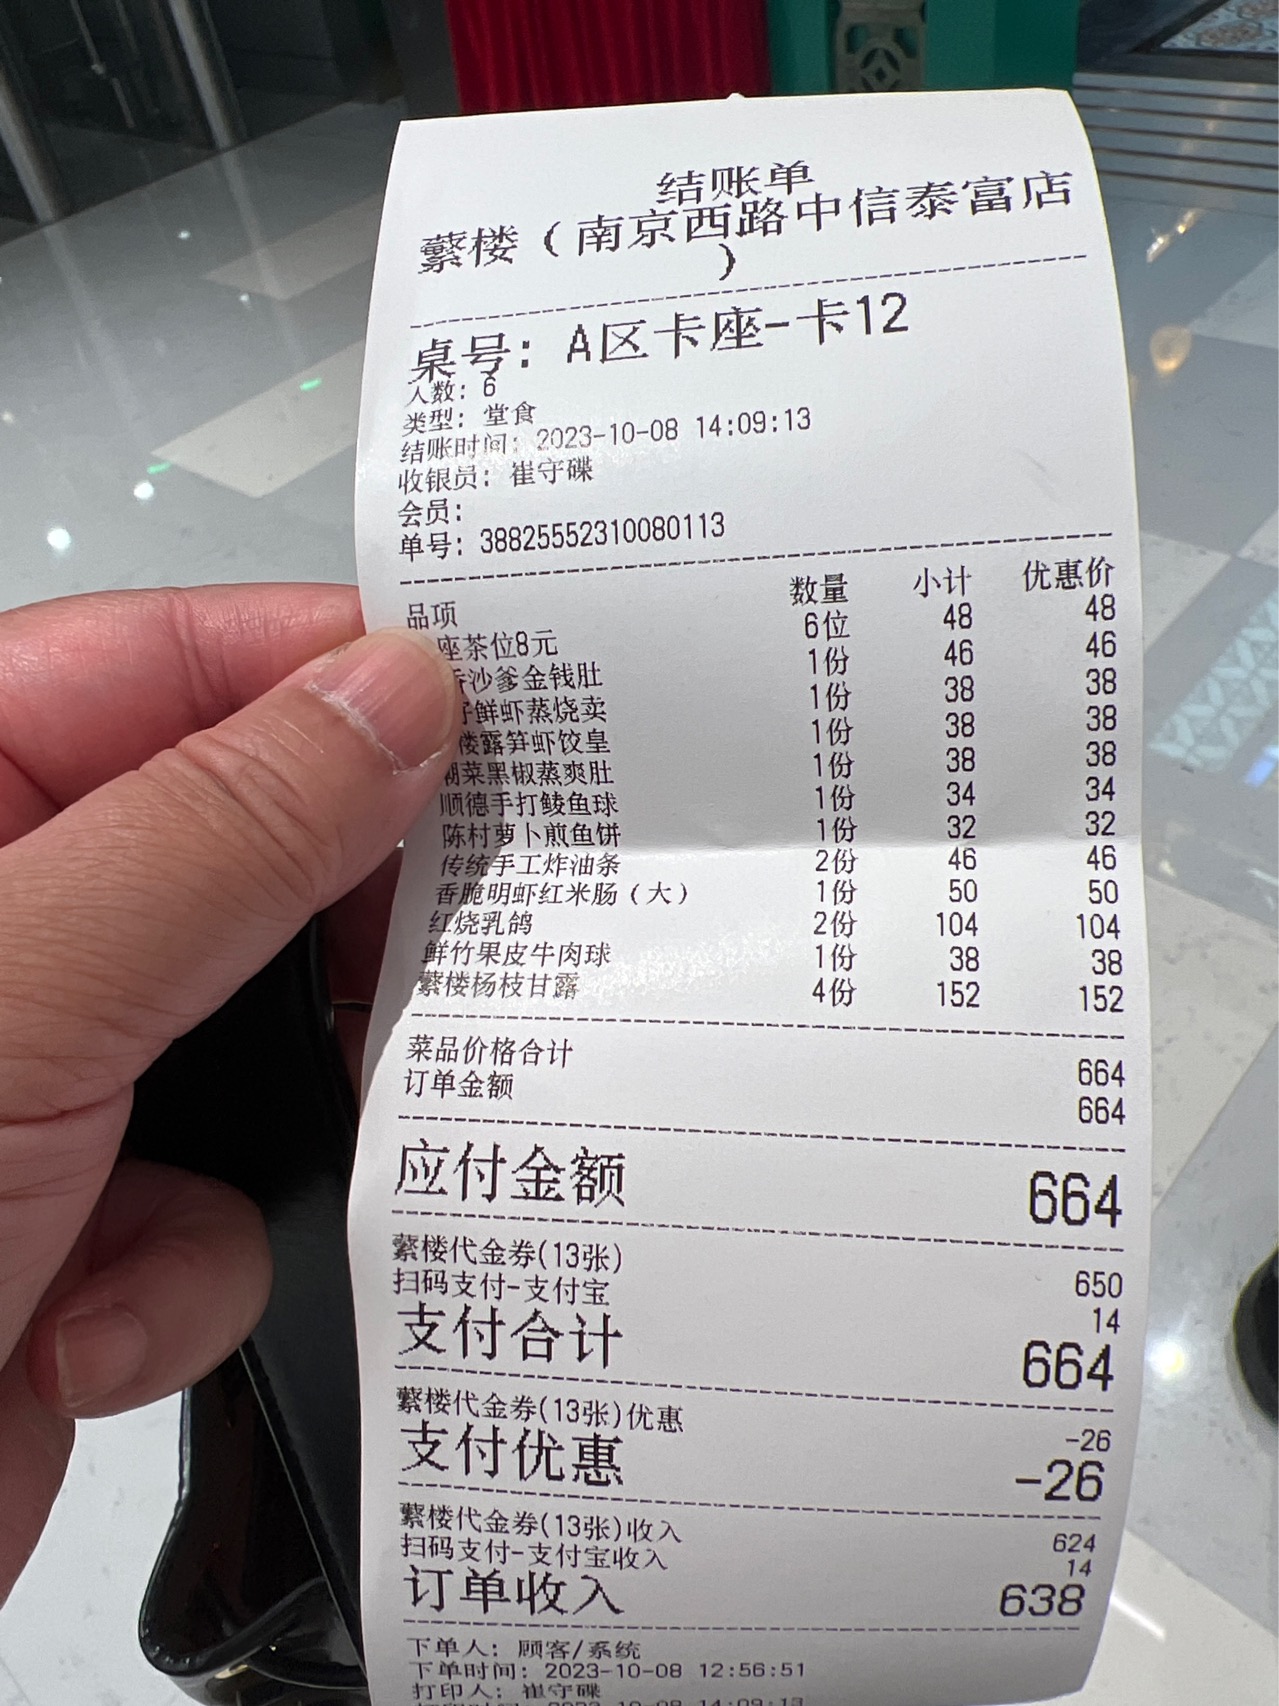 结账单
蘩楼（南京西路中信泰富店
）
桌号：A区卡座-卡12
人数：6
类型：堂食
结账时间：2023-10-08 14:09:13
收银员：崔守碟
会员：
单号：38825552310080113
品项 数量 小计 优惠价
座茶位8元 6位 48 48
沙爹金钱肚 1份 46 46
鲜虾蒸烧卖 1份 38 38
楼露笋虾饺皇 1份 38 38
菜黑椒蒸爽肚 1份 38 38
顺德手打鲮鱼球 1份 34 34
陈村萝卜煎鱼饼 1份 32 32
传统手工炸油条 2份 46 46
香脆明虾红米肠（大） 1份 50 50
红烧乳鸽 2份 104 104
鲜竹果皮牛肉球 1份 38 38
蘩楼杨枝甘露 4份 152 152
菜品价格合计 664
订单金额 664
应付金额 664
蘩楼代金券(13张) 650
扫码支付-支付宝 14
支付合计 664
蘩楼代金券(13张)优惠 -26
支付优惠 -26
蘩楼代金券(13张)收入 624
扫码支付-支付宝收入 14
订单收入 638
下单人：顾客/系统
下单时间：2023-10-08 12:56:51
打印人：崔守碟
2023-10-08 14:09:13